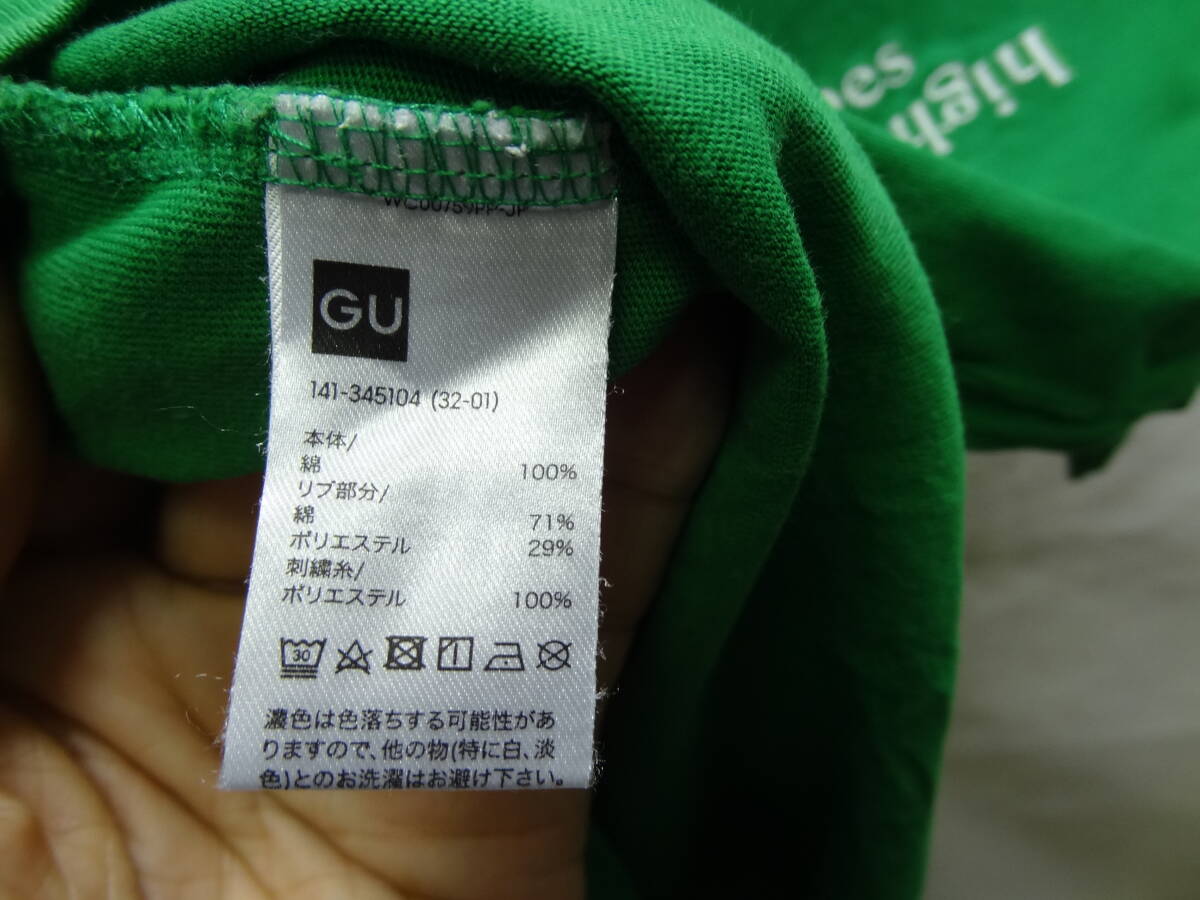 high
GU
141-345104 (32-01)
本体/
綿 100%
リブ部分/
綿 71%
ポリエステル 29%
刺繍糸/
ポリエステル 100%
30
濃色は色落ちする可能性があ
りますので、他の物(特に白、淡
色)とのお洗濯はお避け下さい。